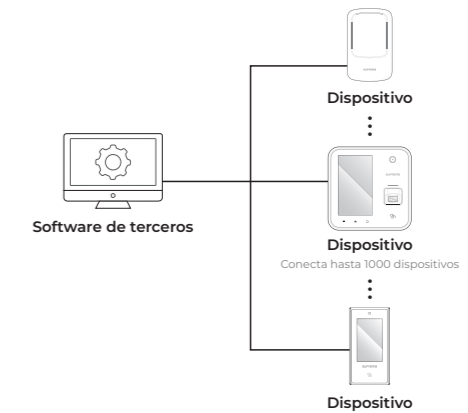 Dispositivo
Software de terceros
Dispositivo
Conecta hasta 1000 dispositivos
Dispositivo